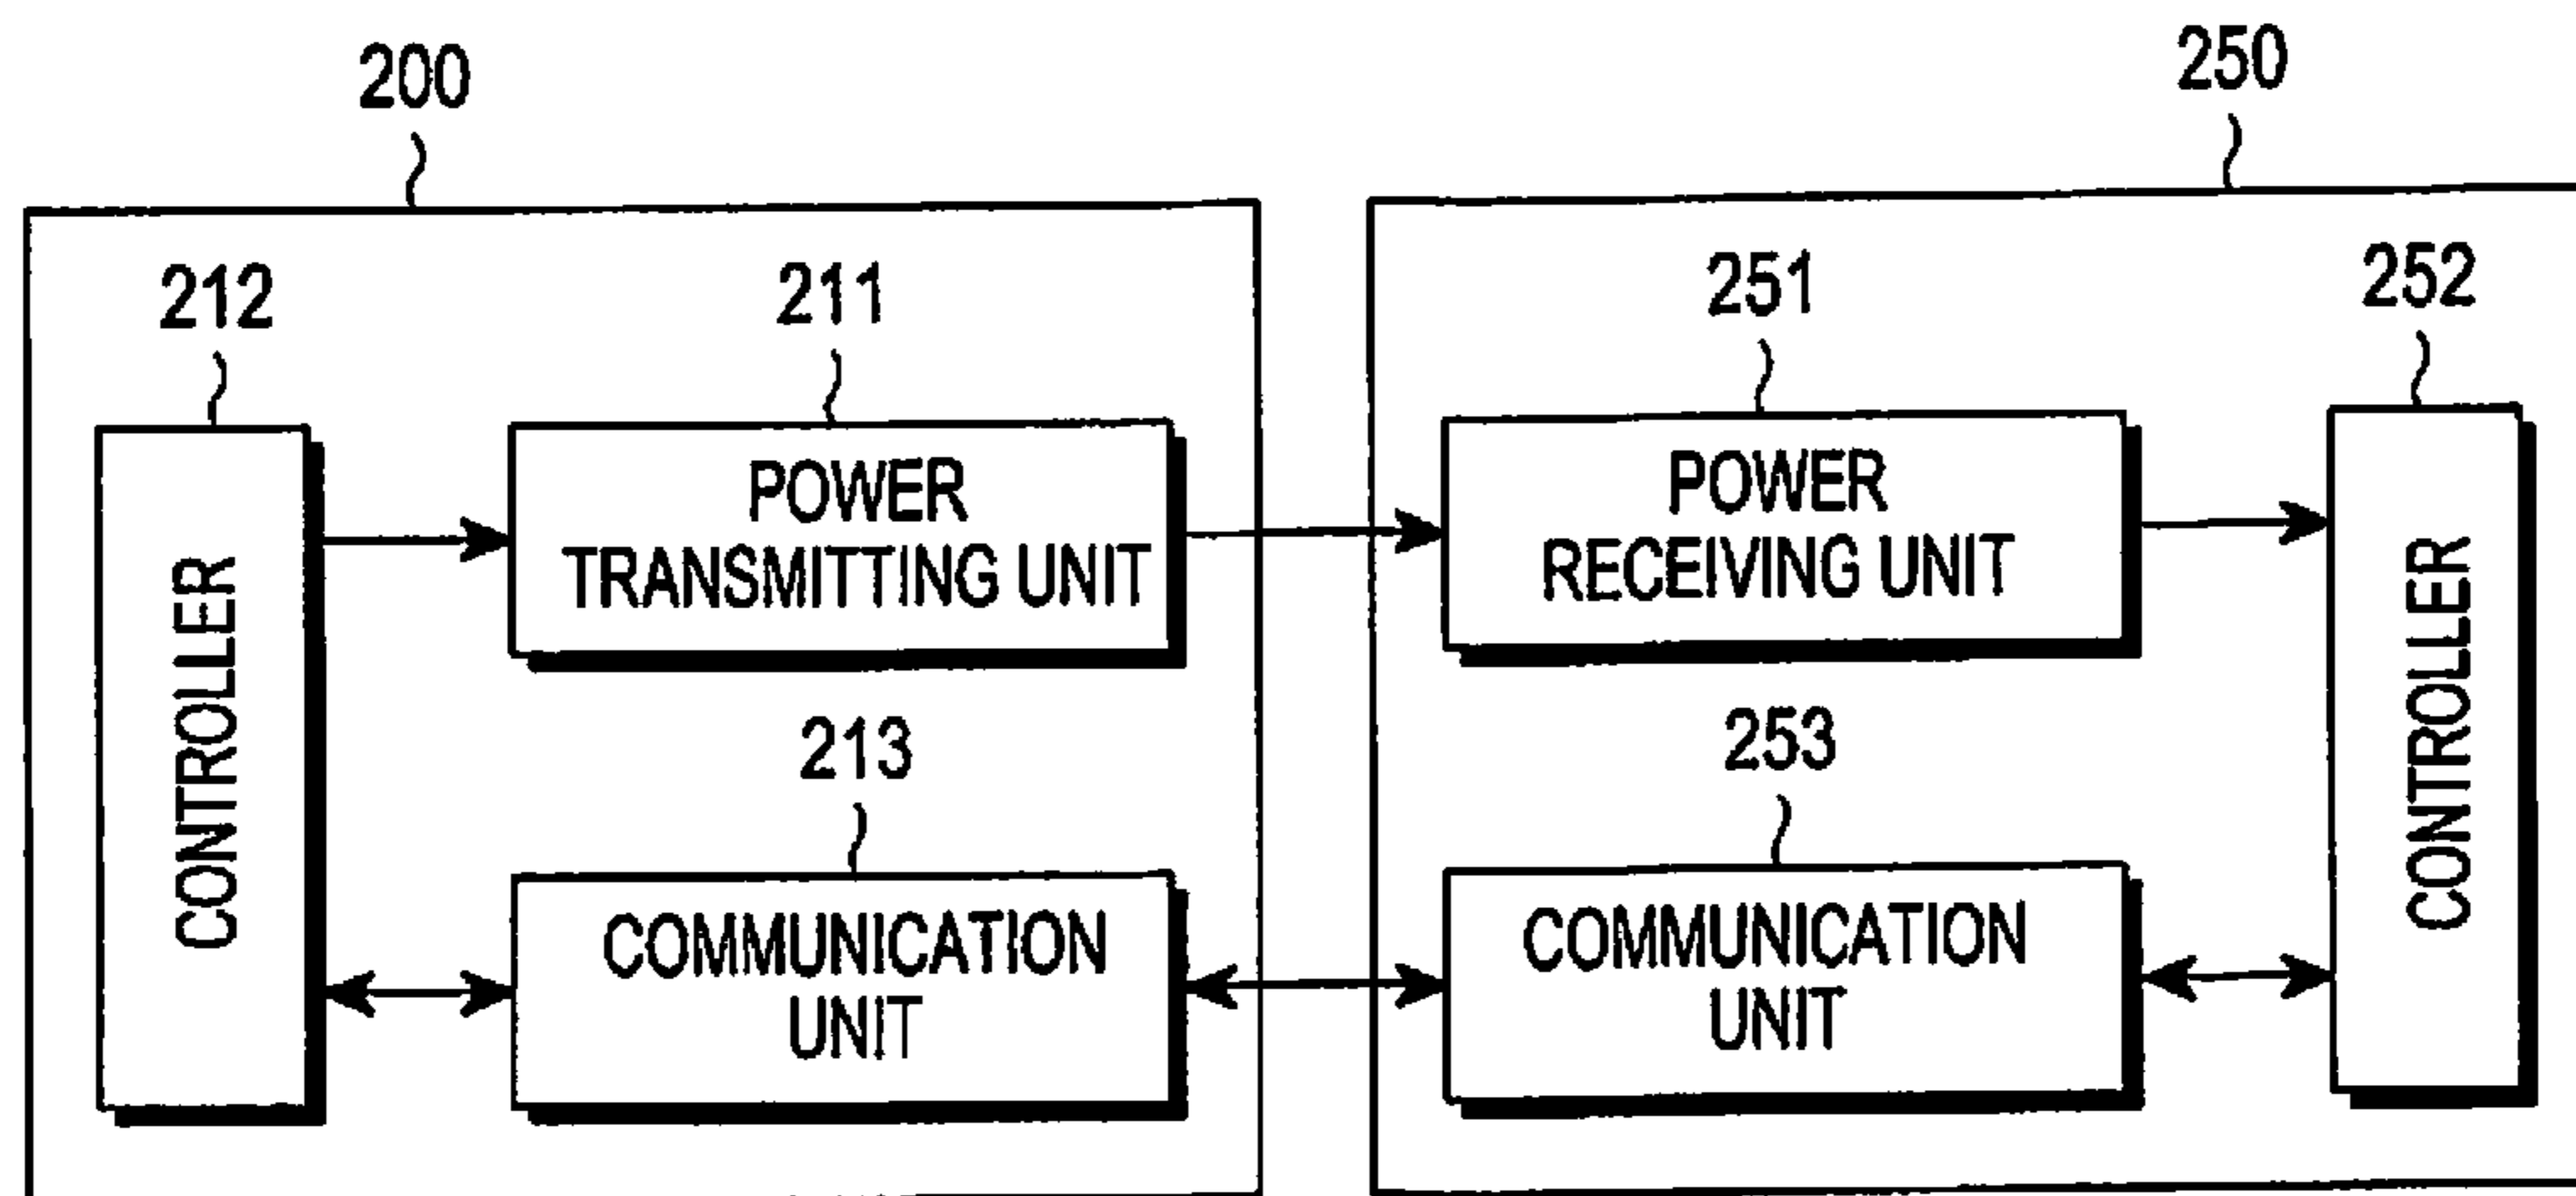 200
250
212
211
251
252
POWER
TRANSMITTING UNIT
POWER
RECEIVING UNIT
CONTROLLER
CONTROLLER
213
253
COMMUNICATION
UNIT
COMMUNICATION
UNIT